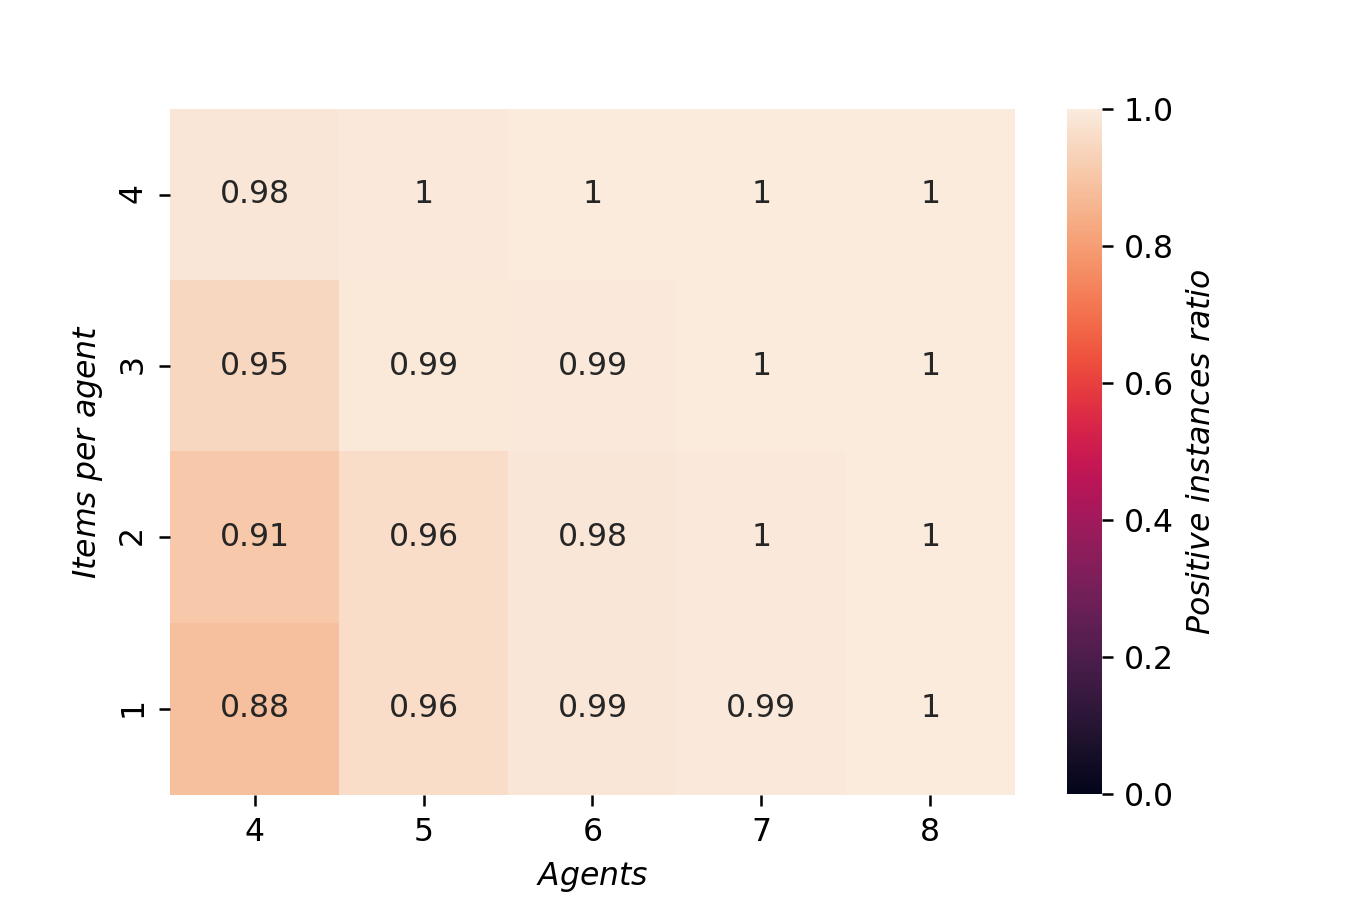 4 0.98 1 1 1 1
3 0.95 0.99 0.99 1 1
2 0.91 0.96 0.98 1 1
1 0.88 0.96 0.99 0.99 1
4 5 6 7 8
Agents
Items per agent
1.0
0.8
0.6
0.4
0.2
0.0
Positive instances ratio